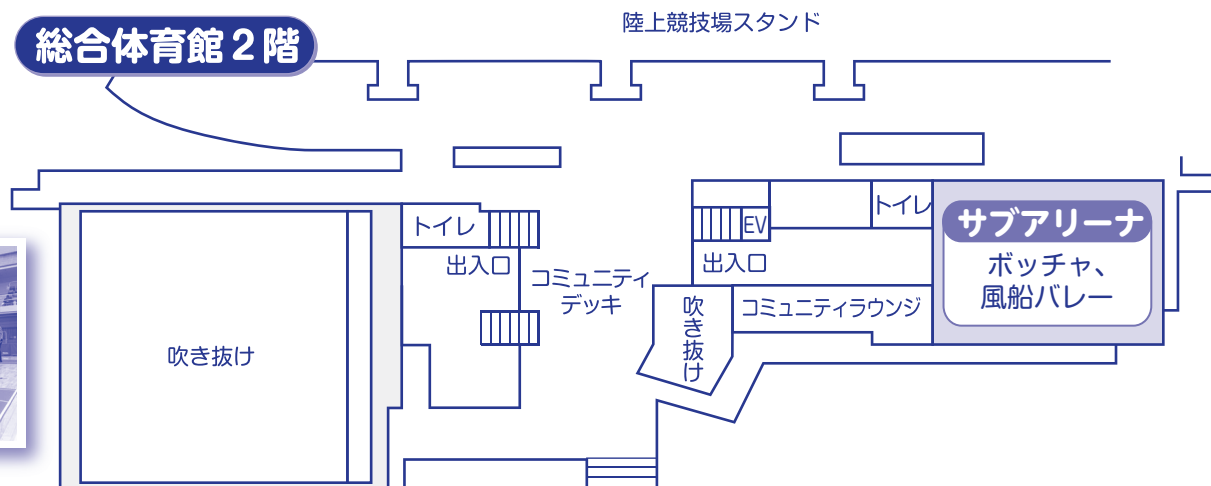 陸上競技場スタンド
総合体育館2階
トイレ
出入口
コミュニティ
デッキ
吹き抜け
EV
出入口
トイレ
吹き抜け
コミュニティラウンジ
サブアリーナ
ボッチャ、
風船バレー